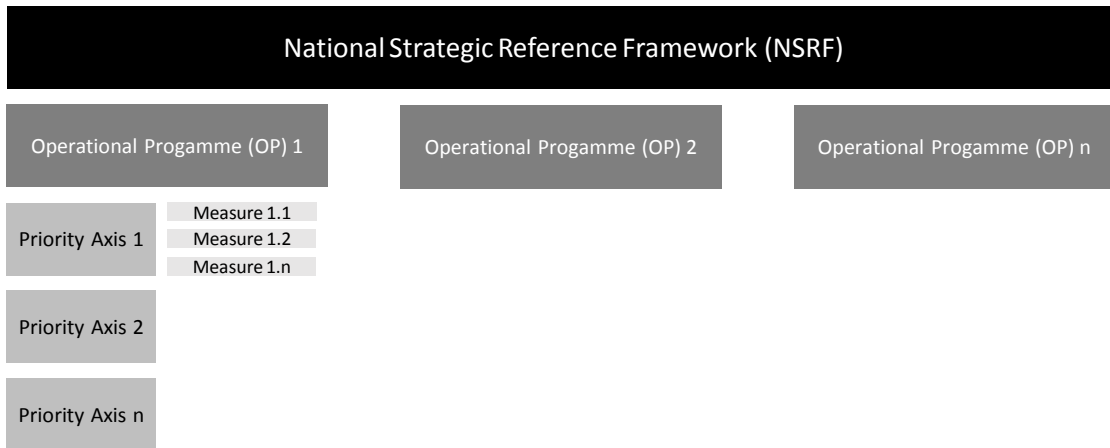 National Strategic Reference Framework (NSRF)
Operational Progamme (OP) 1
Operational Progamme (OP) 2
Operational Progamme (OP) n
Priority Axis 1
Measure 1.1
Measure 1.2
Measure 1.n
Priority Axis 2
Priority Axis n